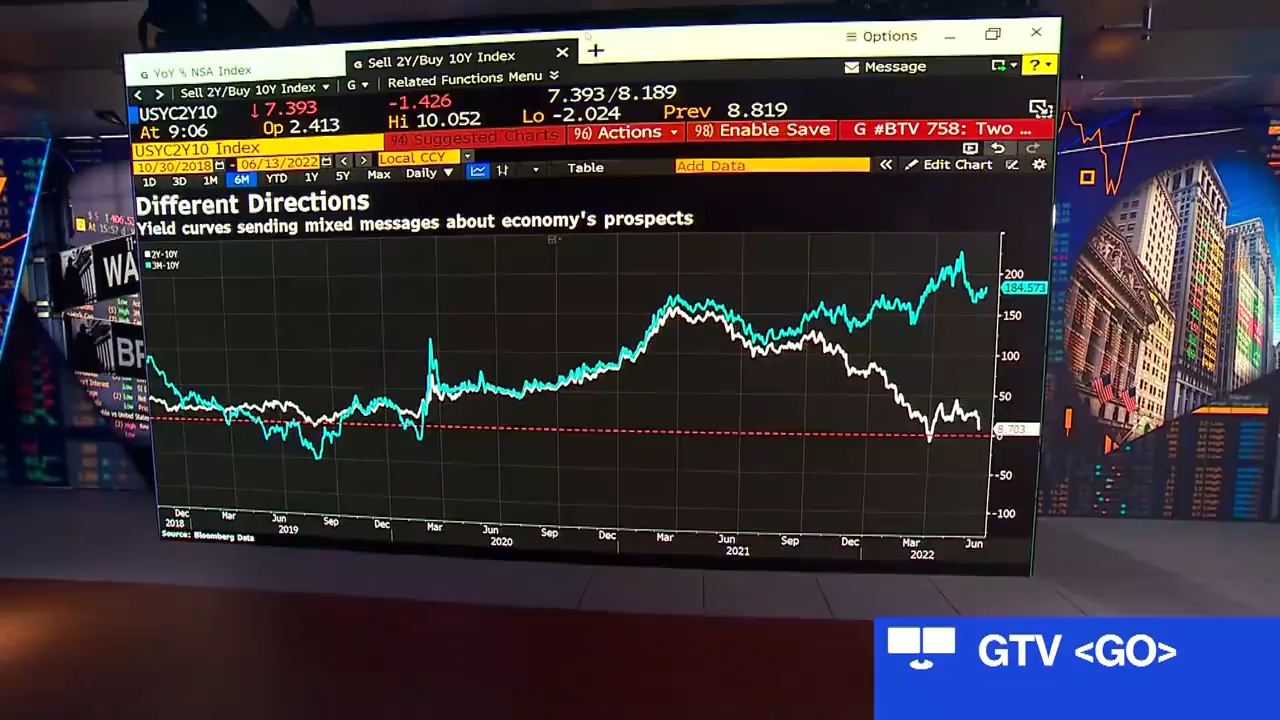 G YoY % NSA Index
G Sell 2Y/Buy 10Y Index
Options
Sell 2Y/Buy 10Y Index
G
Related Functions Menu
Message
?
USYC2Y10
↓7.393
-1.426
7.393/8.189
At 9:06
Op 2.413
Hi 10.052
Lo -2.024
Prev 8.819
USYC2Y10 Index
94) Suggested Charts
96) Actions
98) Enable Save
G #BTV 758: Two ...
10/30/2018 - 06/13/2022
Local CCY
1D 3D 1M 6M YTD 1Y 5Y Max Daily
Table
Add Data
Edit Chart
Different Directions
Yield curves sending mixed messages about economy's prospects
2Y-10Y
3M-10Y
200
184.573
150
100
50
8.703
0
-50
-100
Dec Mar Jun Sep Dec Mar Jun Sep Dec Mar Jun Sep Dec Mar Jun
2018 2019 2020 2021 2022
Source: Bloomberg Data
WA
GTV <GO>